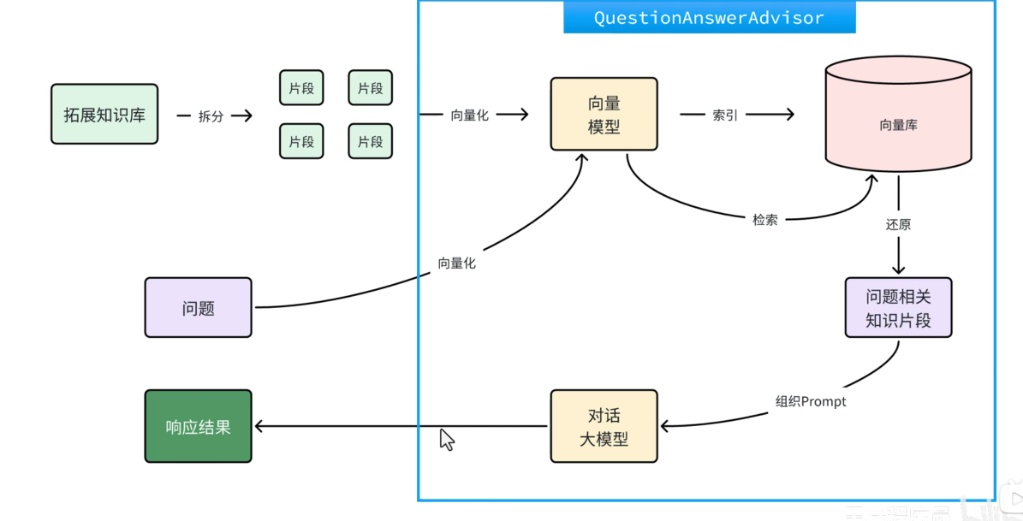 QuestionAnswerAdvisor
拓展知识库
拆分
片段
片段
片段
片段
向量化
向量
模型
索引
向量库
检索
还原
向量化
问题
问题相关
知识片段
组织Prompt
对话
大模型
响应结果